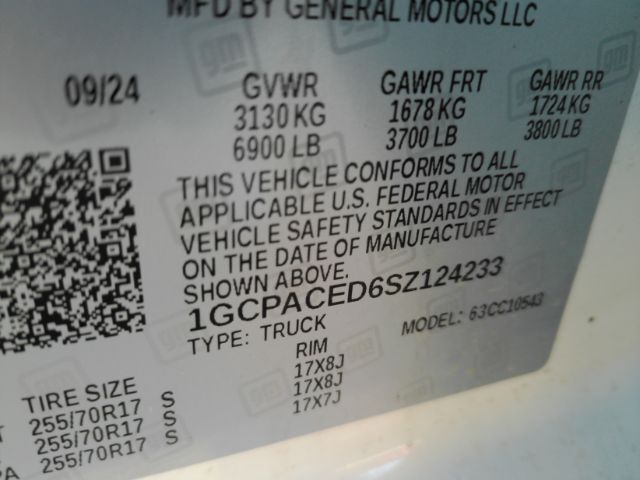 MFD BY GENERAL MOTORS LLC
09/24 GVWR GAWR FRT GAWR RR
3130 KG 1678 KG 1724 KG
6900 LB 3700 LB 3800 LB
THIS VEHICLE CONFORMS TO ALL
APPLICABLE U.S. FEDERAL MOTOR
VEHICLE SAFETY STANDARDS IN EFFECT
ON THE DATE OF MANUFACTURE
SHOWN ABOVE.
1GCPACED6SZ124233
TYPE: TRUCK MODEL: 63CC10543
TIRE SIZE RIM
255/70R17 S 17X8J
255/70R17 S 17X8J
255/70R17 S 17X7J
gm